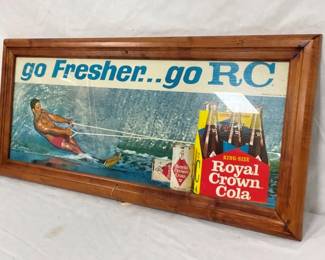 go Fresher...go RC
KING-SIZE
Royal
Crown
Cola